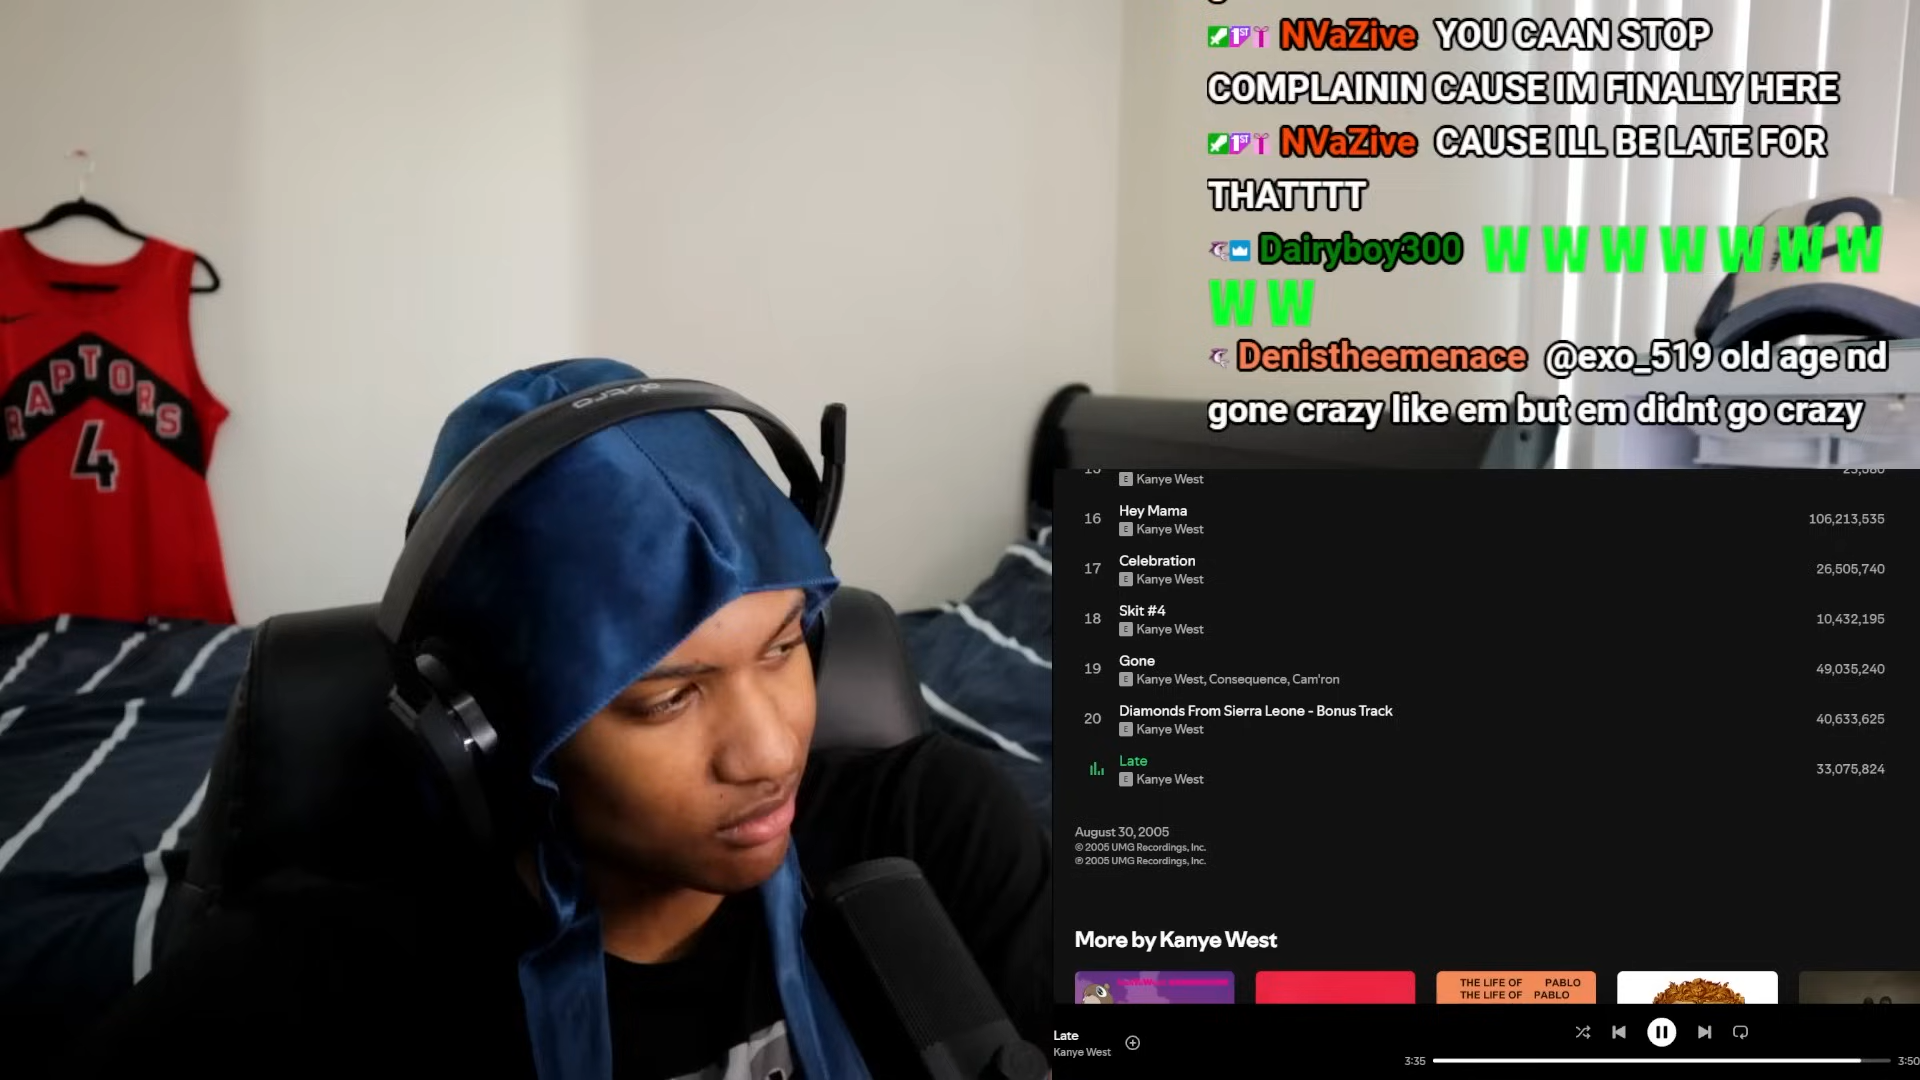 NVaZive YOU CAAN STOP
COMPLAININ CAUSE IM FINALLY HERE
NVaZive CAUSE ILL BE LATE FOR
THATTTT
Dairyboy300 W W W W W W W
W W
Denistheemenace @exo_519 old age nd
gone crazy like em but em didnt go crazy
RAPTORS
4
E Kanye West
16 Hey Mama 106,213,535
E Kanye West
17 Celebration 26,505,740
E Kanye West
18 Skit #4 10,432,195
E Kanye West
19 Gone 49,035,240
E Kanye West, Consequence, Cam'ron
20 Diamonds From Sierra Leone - Bonus Track 40,633,625
E Kanye West
Late 33,075,824
E Kanye West
August 30, 2005
© 2005 UMG Recordings, Inc.
℗ 2005 UMG Recordings, Inc.
More by Kanye West
THE LIFE OF PABLO
THE LIFE OF PABLO
Late
Kanye West
3:35 3:50